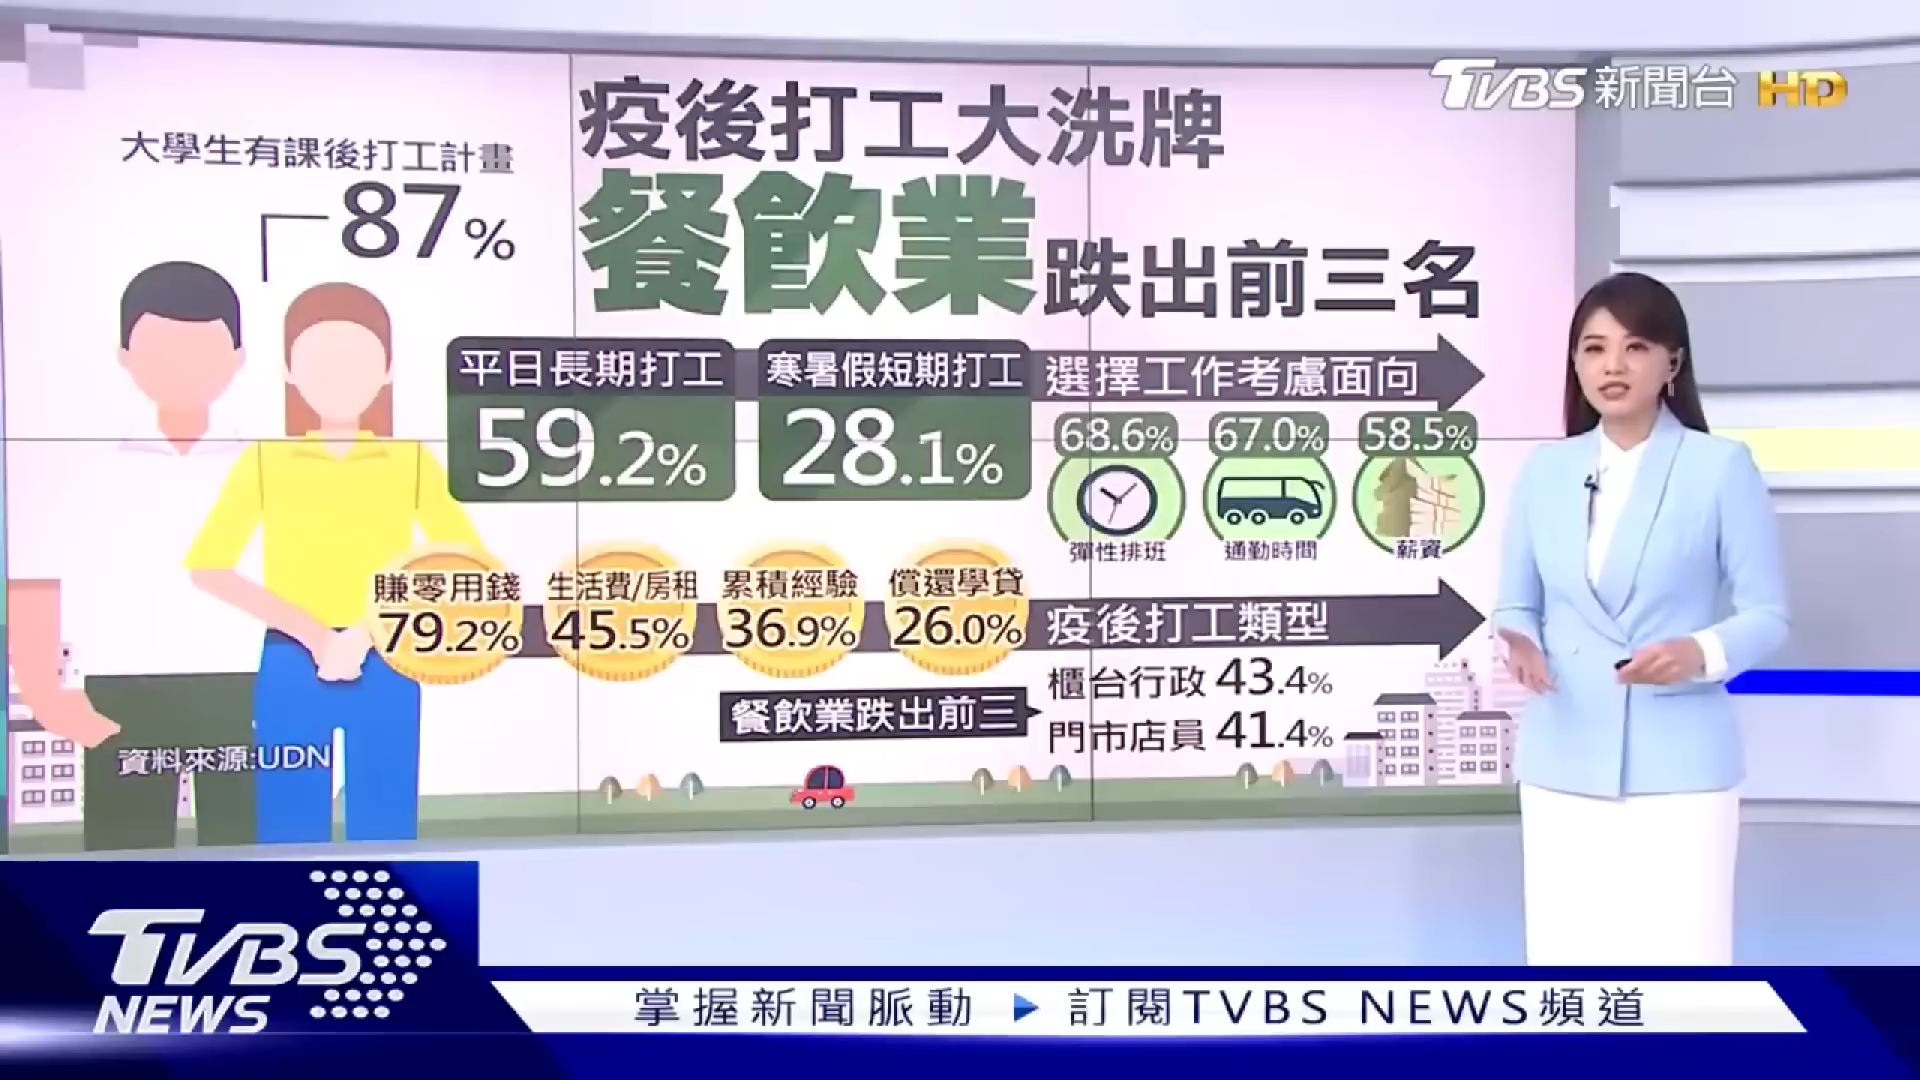 TVBS新聞台 HD
疫後打工大洗牌
餐飲業跌出前三名
大學生有課後打工計畫
87%
平日長期打工
59.2%
寒暑假短期打工
28.1%
選擇工作考慮面向
68.6%
彈性排班
67.0%
通勤時間
58.5%
薪資
賺零用錢
79.2%
生活費/房租
45.5%
累積經驗
36.9%
償還學貸
26.0%
疫後打工類型
櫃台行政 43.4%
門市店員 41.4%
餐飲業跌出前三
資料來源:UDN
TVBS
NEWS
掌握新聞脈動 ▶ 訂閱TVBS NEWS頻道